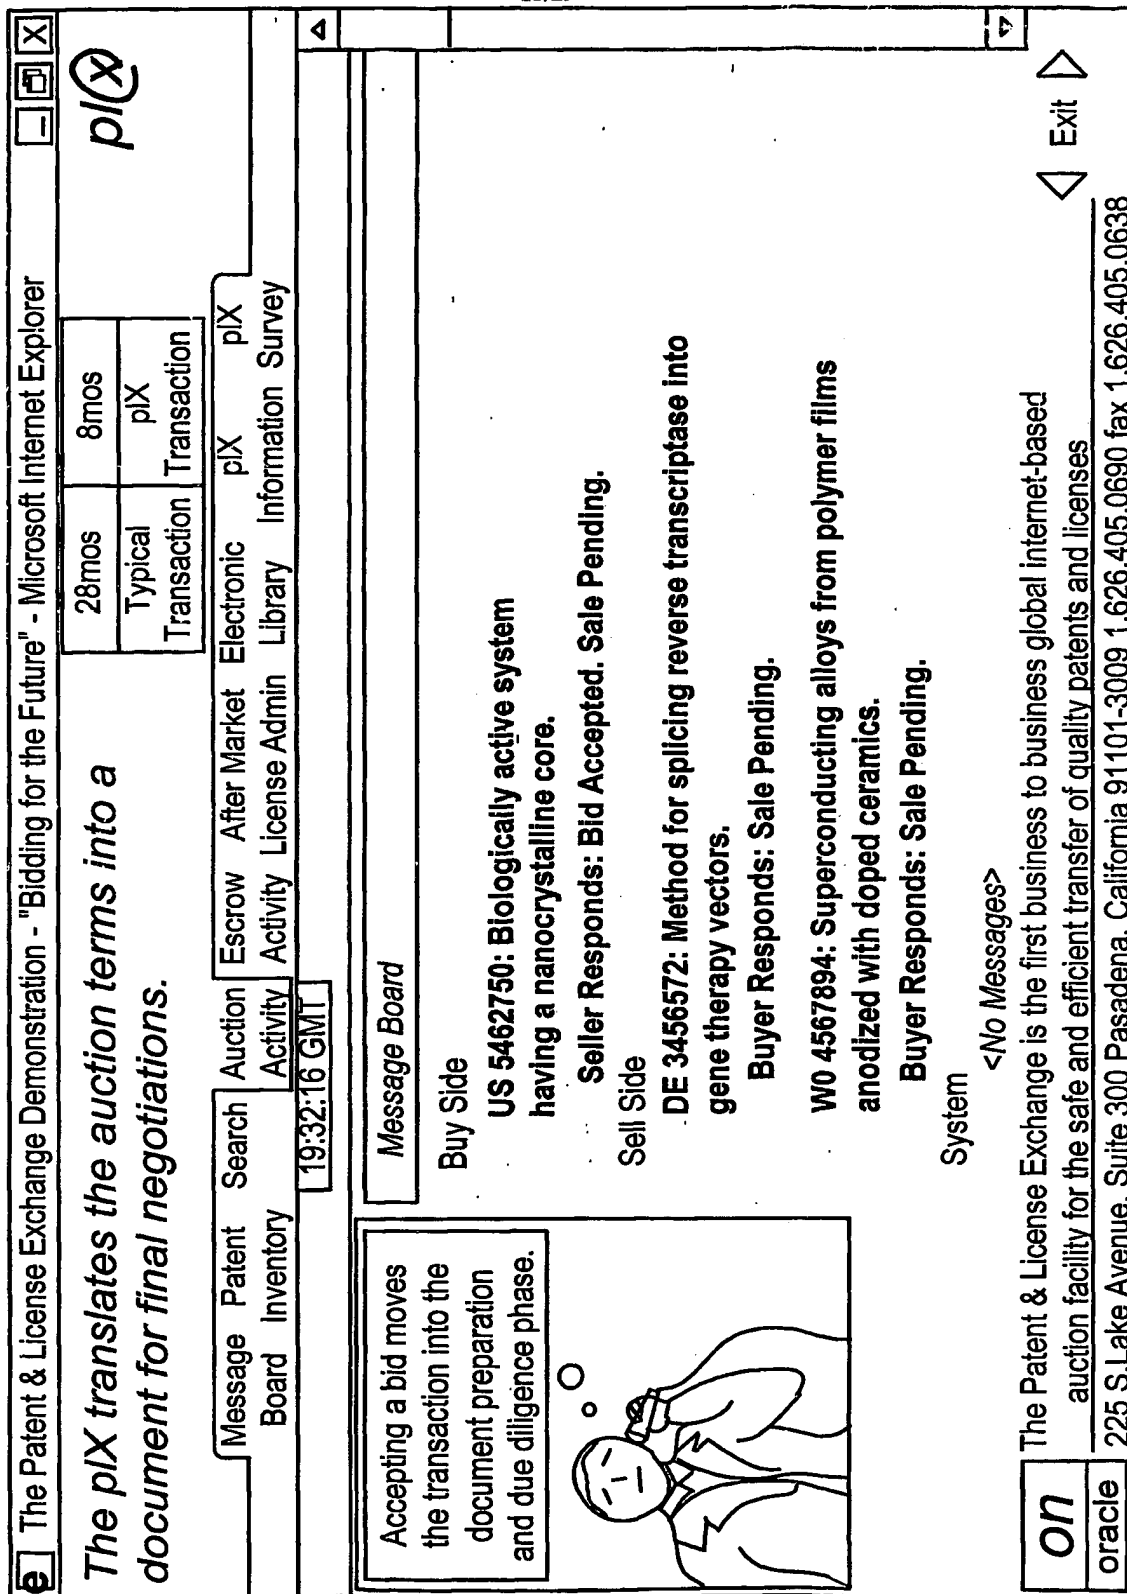 The Patent & License Exchange Demonstration - "Bidding for the Future" - Microsoft Internet Explorer
The plX translates the auction terms into a
document for final negotiations.
28mos 8mos
Typical Transaction plX Transaction
pl(x)
Message Board Patent Inventory Search Auction Activity Escrow Activity After Market License Admin Electronic Library plX Information plX Survey
19:32:16 GMT
Accepting a bid moves
the transaction into the
document preparation
and due diligence phase.
Message Board
Buy Side
US 5462750: Biologically active system
having a nanocrystalline core.
Seller Responds: Bid Accepted. Sale Pending.
Sell Side
DE 3456572: Method for splicing reverse transcriptase into
gene therapy vectors.
Buyer Responds: Sale Pending.
W0 4567894: Superconducting alloys from polymer films
anodized with doped ceramics.
Buyer Responds: Sale Pending.
System
<No Messages>
on
oracle
The Patent & License Exchange is the first business to business global internet-based
auction facility for the safe and efficient transfer of quality patents and licenses
Exit
225 S.Lake Avenue, Suite 300 Pasadena, California 91101-3009 1.626.405.0690 fax 1.626.405.0638